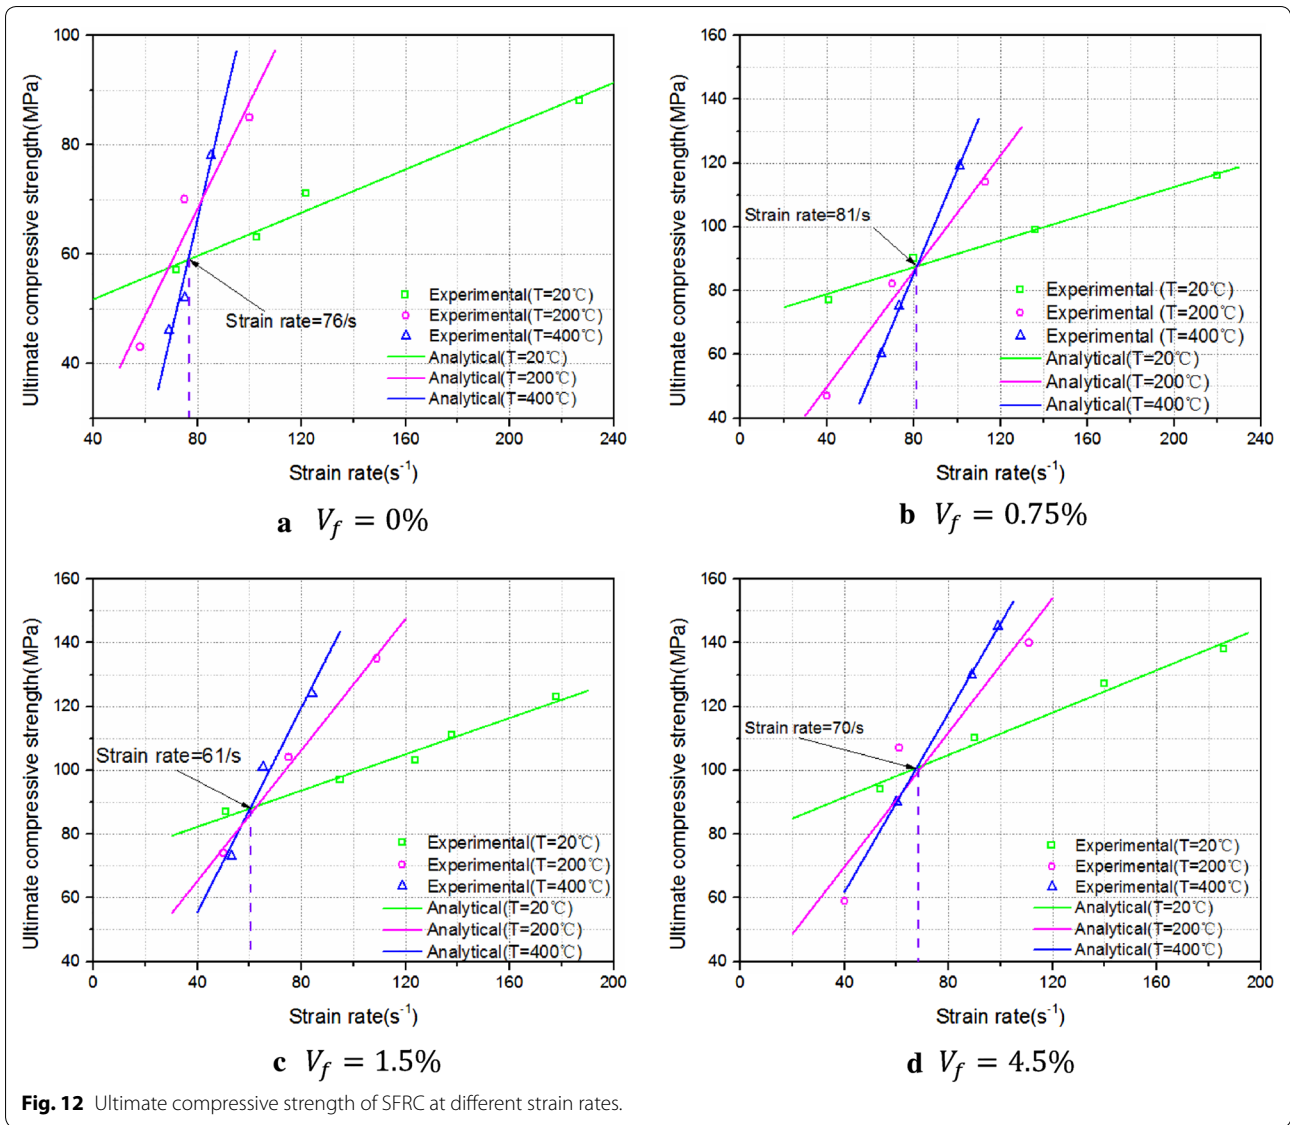 100
80
60
40
Ultimate compressive strength(MPa)
Strain rate=76/s
Experimental(T=20℃)
Experimental(T=200℃)
Experimental(T=400℃)
Analytical(T=20℃)
Analytical(T=200℃)
Analytical(T=400℃)
40 80 120 160 200 240
Strain rate(s⁻¹)
a V_f = 0%
160
140
120
100
80
60
40
Ultimate compressive strength(MPa)
Strain rate=81/s
Experimental (T=20℃)
Experimental (T=200℃)
Experimental (T=400℃)
Analytical(T=20℃)
Analytical(T=200℃)
Analytical(T=400℃)
0 40 80 120 160 200 240
Strain rate(s⁻¹)
b V_f = 0.75%
160
140
120
100
80
60
40
Ultimate compressive strength(MPa)
Strain rate=61/s
Experimental(T=20℃)
Experimental(T=200℃)
Experimental(T=400℃)
Analytical(T=20℃)
Analytical(T=200℃)
Analytical(T=400℃)
0 40 80 120 160 200
Strain rate(s⁻¹)
c V_f = 1.5%
160
140
120
100
80
60
40
Ultimate compressive strength(MPa)
Strain rate=70/s
Experimental(T=20℃)
Experimental(T=200℃)
Experimental(T=400℃)
Analytical(T=20℃)
Analytical(T=200℃)
Analytical(T=400℃)
0 40 80 120 160 200
Strain rate(s⁻¹)
d V_f = 4.5%
Fig. 12 Ultimate compressive strength of SFRC at different strain rates.